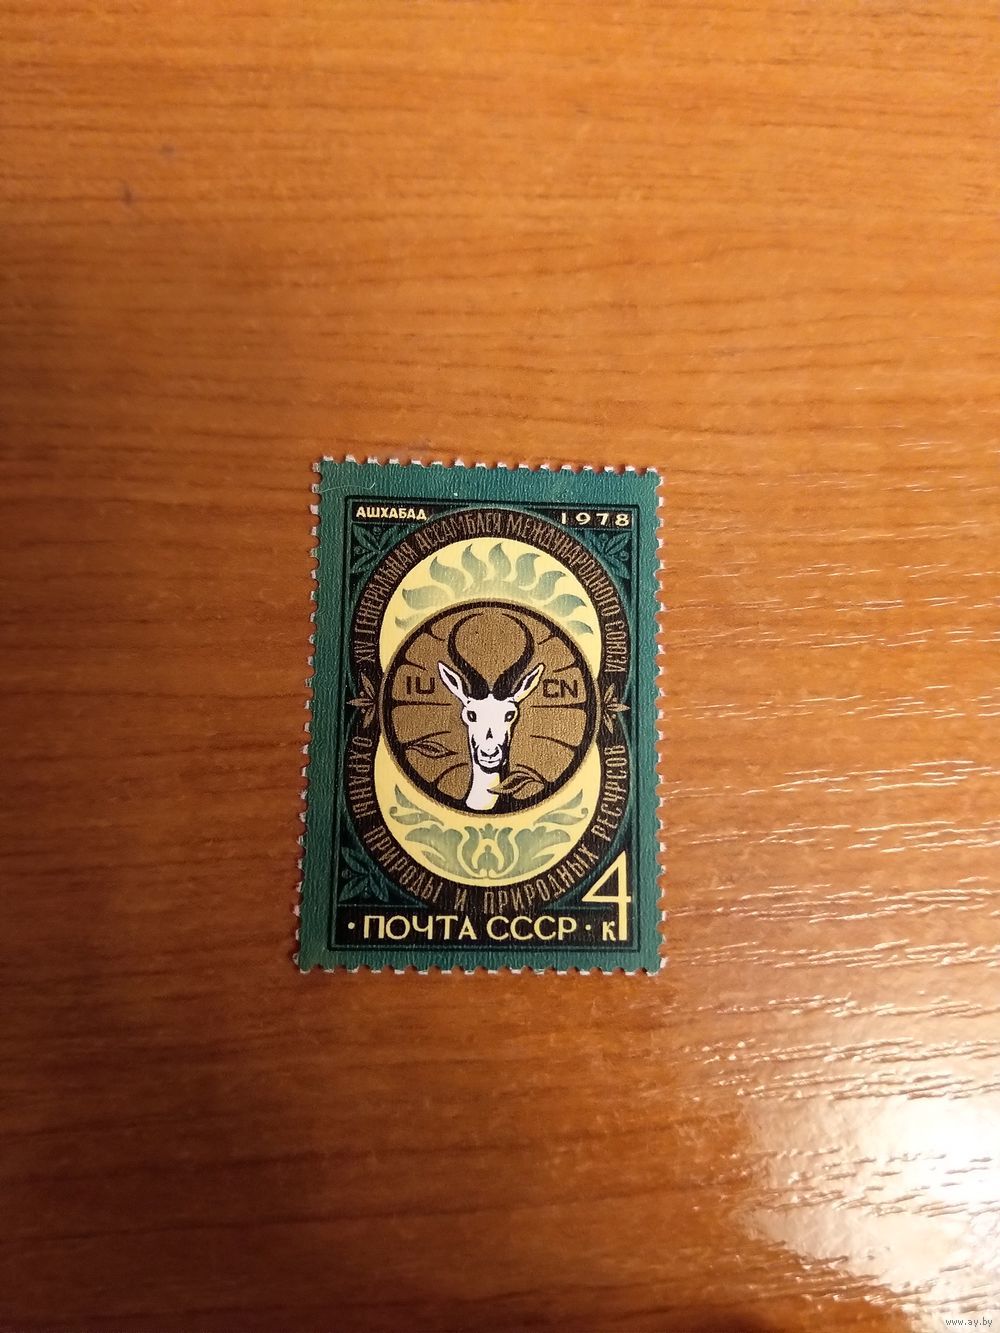 АШХАБАД 1978
XIV ГЕНЕРАЛЬНАЯ АССАМБЛЕЯ МЕЖДУНАРОДНОГО СОЮЗА
IU CN
ОХРАНЫ ПРИРОДЫ И ПРИРОДНЫХ РЕСУРСОВ
·ПОЧТА СССР· 4 к
www.ay.by